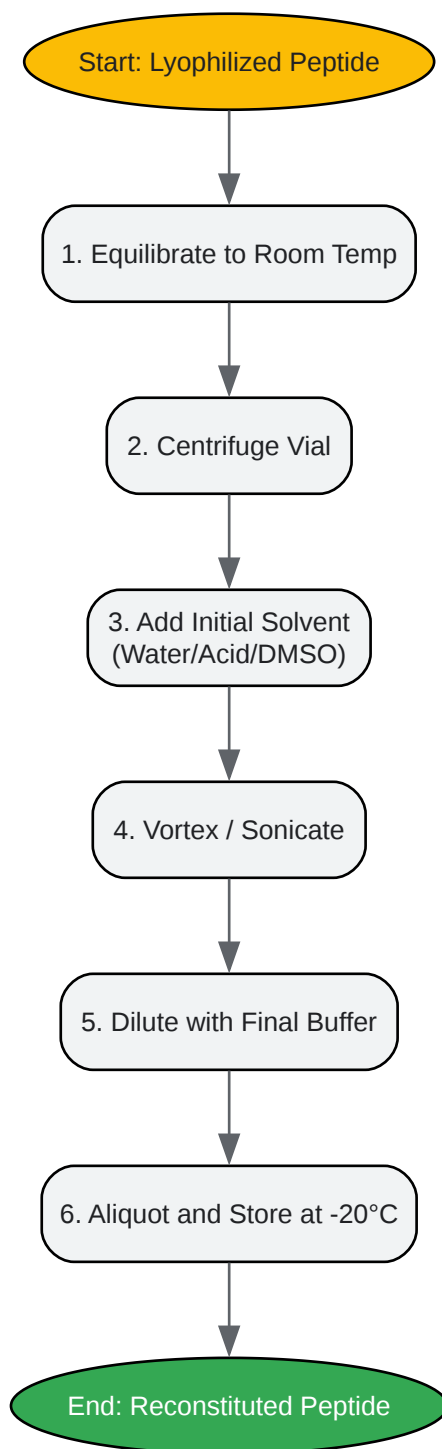 Start: Lyophilized Peptide
1. Equilibrate to Room Temp
2. Centrifuge Vial
3. Add Initial Solvent
(Water/Acid/DMSO)
4. Vortex / Sonicate
5. Dilute with Final Buffer
6. Aliquot and Store at -20°C
End: Reconstituted Peptide